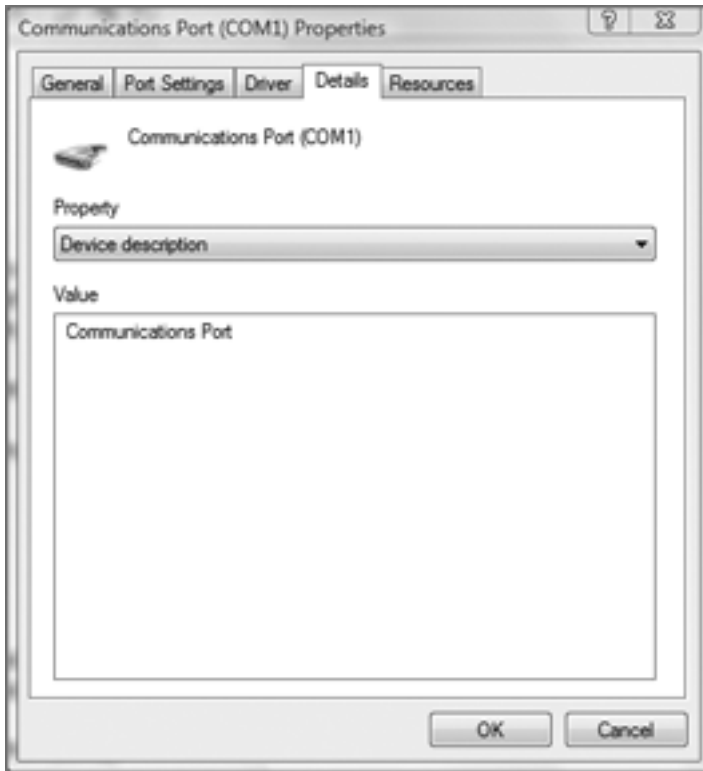 Communications Port (COM1) Properties
General Port Settings Driver Details Resources
Communications Port (COM1)
Property
Device description
Value
Communications Port
OK Cancel